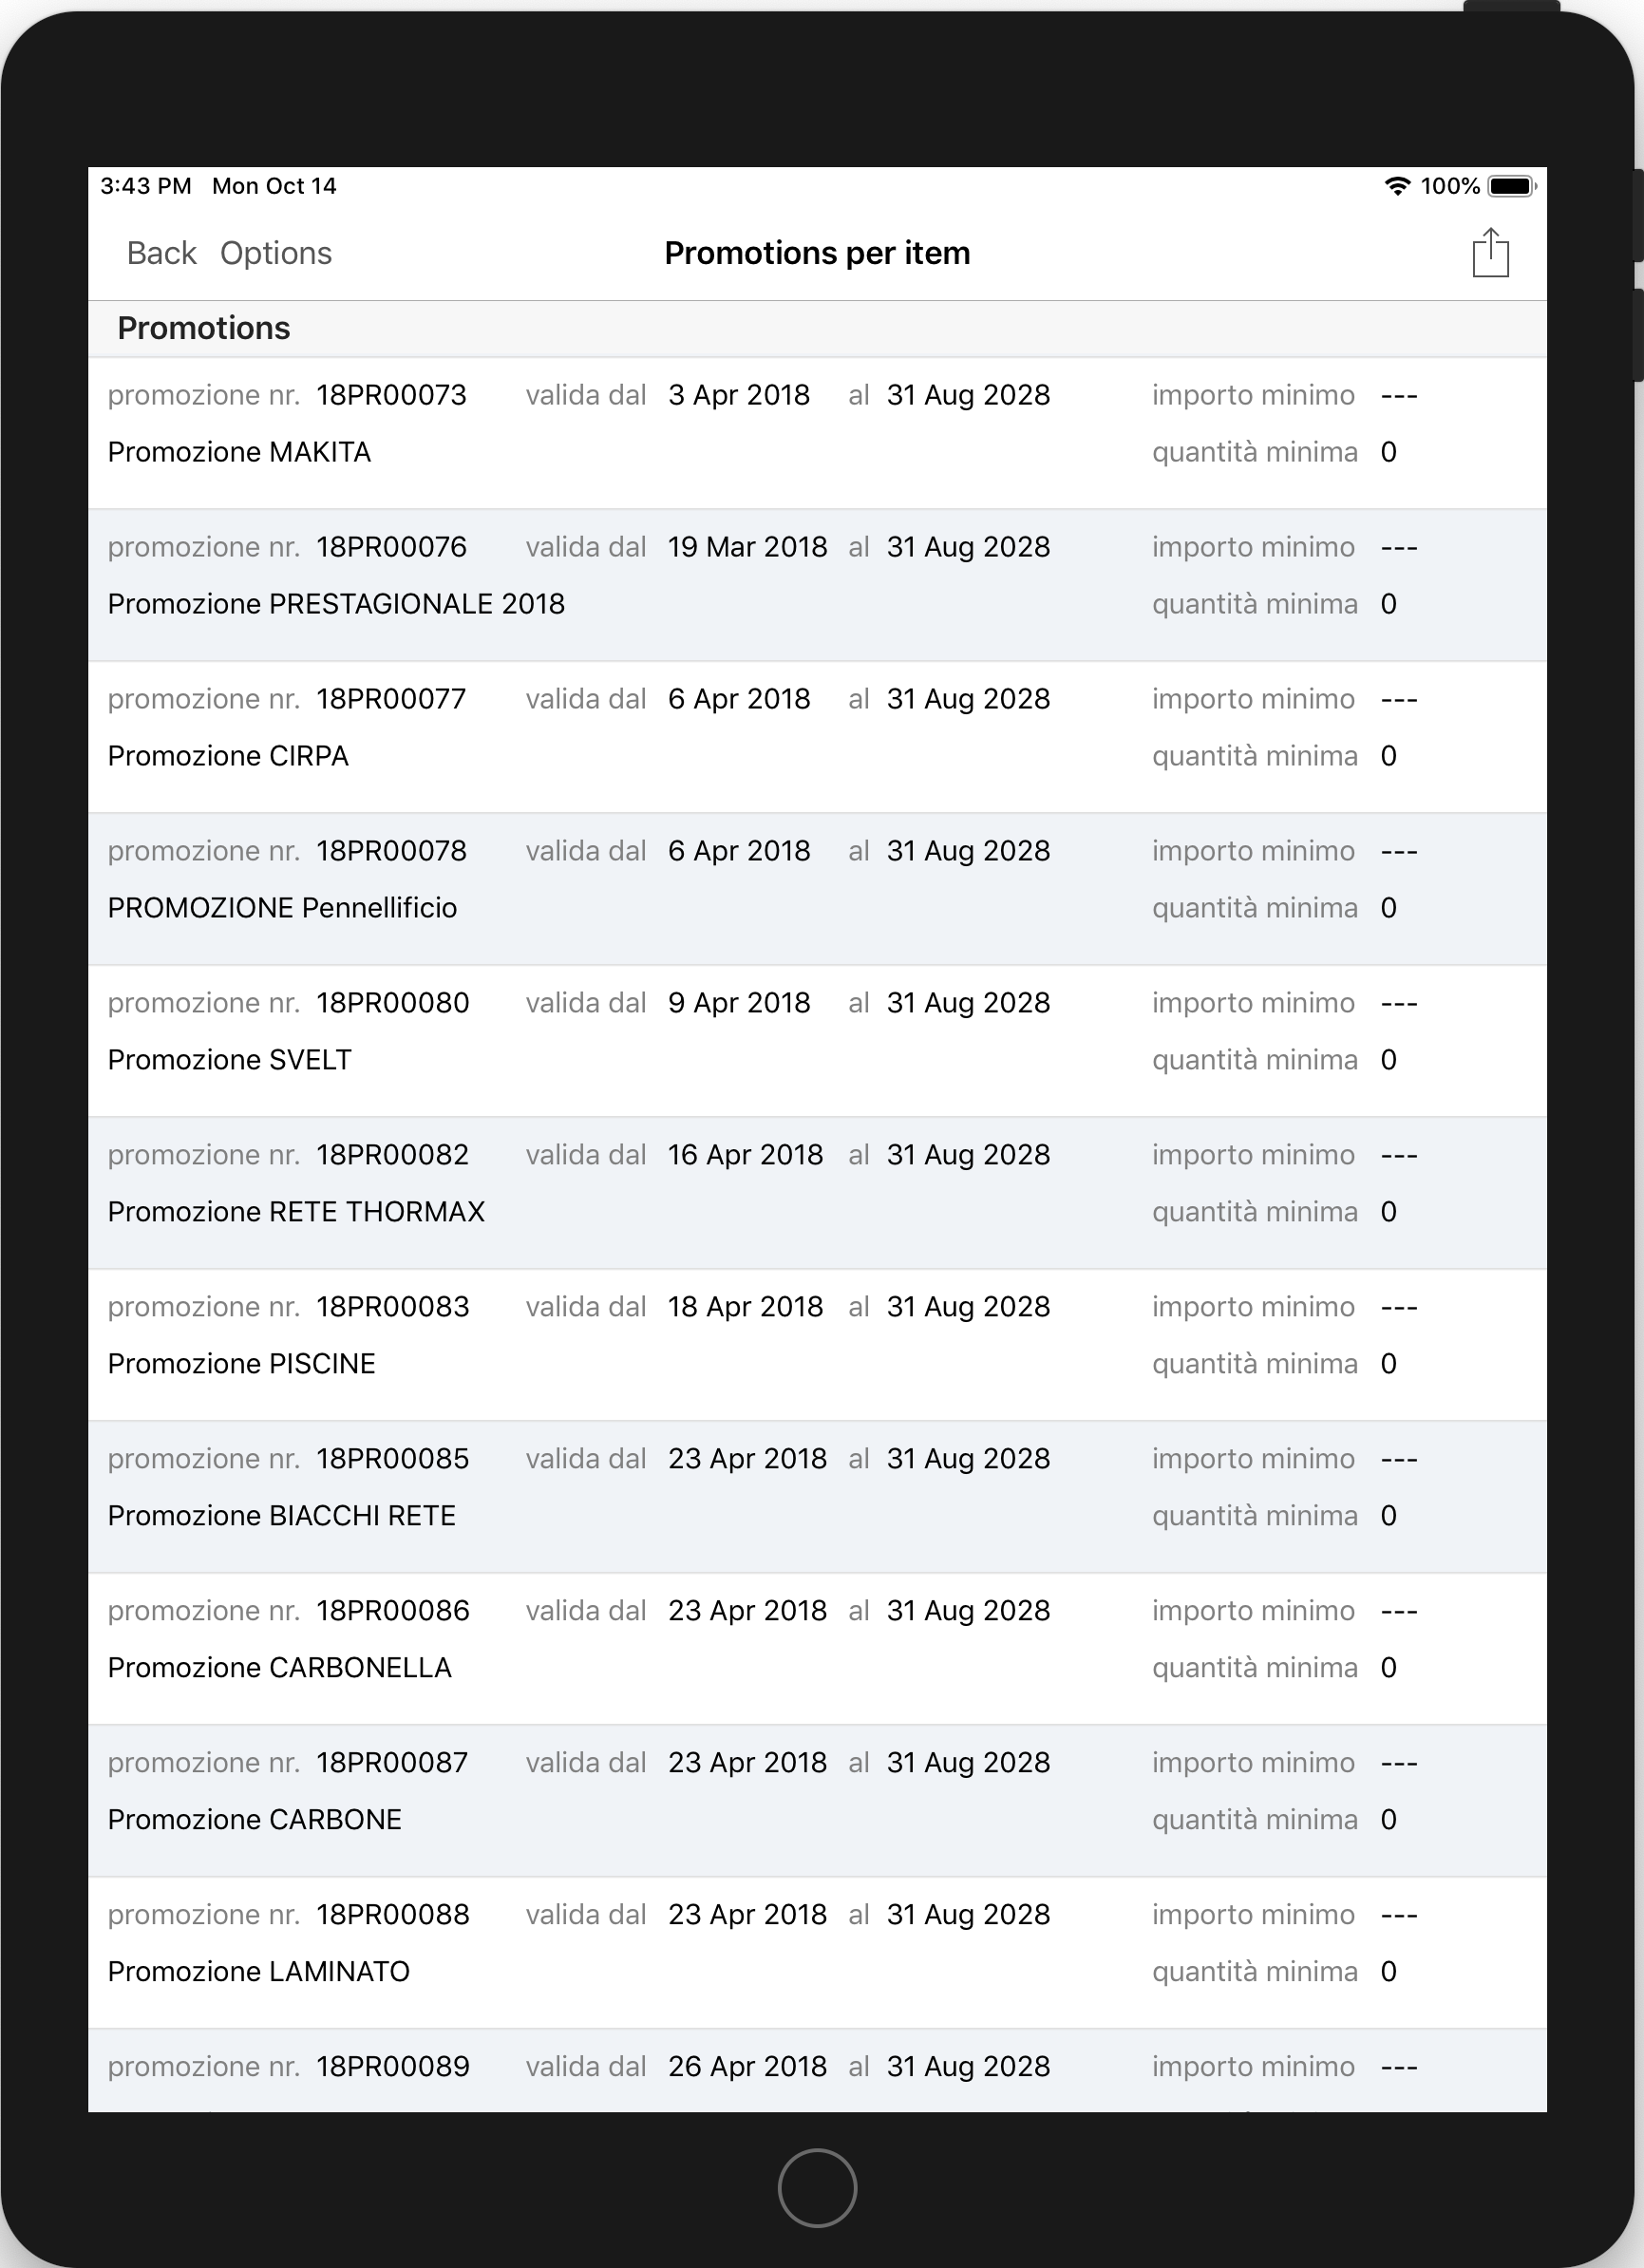 3:43 PM Mon Oct 14 100%
Back Options Promotions per item
Promotions
promozione nr. 18PR00073 valida dal 3 Apr 2018 al 31 Aug 2028 importo minimo ---
Promozione MAKITA quantità minima 0
promozione nr. 18PR00076 valida dal 19 Mar 2018 al 31 Aug 2028 importo minimo ---
Promozione PRESTAGIONALE 2018 quantità minima 0
promozione nr. 18PR00077 valida dal 6 Apr 2018 al 31 Aug 2028 importo minimo ---
Promozione CIRPA quantità minima 0
promozione nr. 18PR00078 valida dal 6 Apr 2018 al 31 Aug 2028 importo minimo ---
PROMOZIONE Pennellificio quantità minima 0
promozione nr. 18PR00080 valida dal 9 Apr 2018 al 31 Aug 2028 importo minimo ---
Promozione SVELT quantità minima 0
promozione nr. 18PR00082 valida dal 16 Apr 2018 al 31 Aug 2028 importo minimo ---
Promozione RETE THORMAX quantità minima 0
promozione nr. 18PR00083 valida dal 18 Apr 2018 al 31 Aug 2028 importo minimo ---
Promozione PISCINE quantità minima 0
promozione nr. 18PR00085 valida dal 23 Apr 2018 al 31 Aug 2028 importo minimo ---
Promozione BIACCHI RETE quantità minima 0
promozione nr. 18PR00086 valida dal 23 Apr 2018 al 31 Aug 2028 importo minimo ---
Promozione CARBONELLA quantità minima 0
promozione nr. 18PR00087 valida dal 23 Apr 2018 al 31 Aug 2028 importo minimo ---
Promozione CARBONE quantità minima 0
promozione nr. 18PR00088 valida dal 23 Apr 2018 al 31 Aug 2028 importo minimo ---
Promozione LAMINATO quantità minima 0
promozione nr. 18PR00089 valida dal 26 Apr 2018 al 31 Aug 2028 importo minimo ---